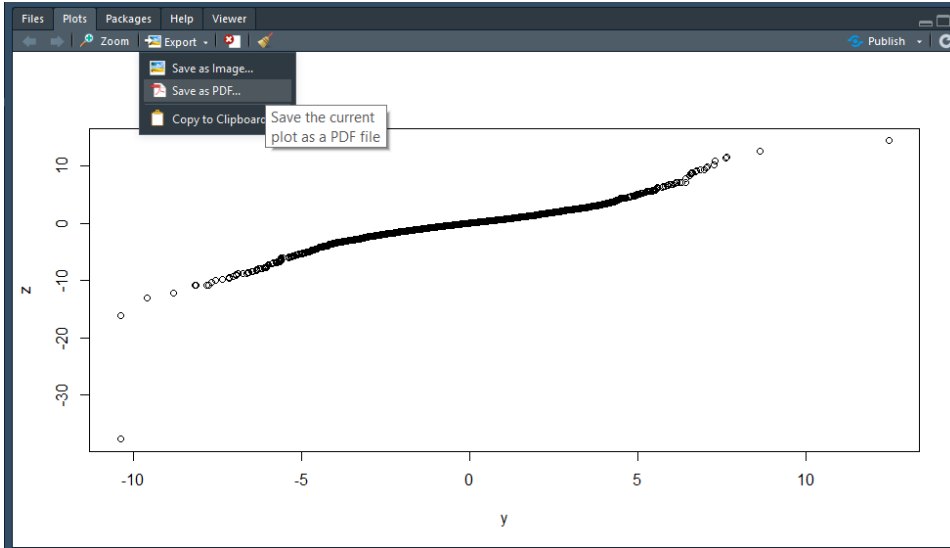 Files Plots Packages Help Viewer
Zoom Export Publish
Save as Image...
Save as PDF...
Copy to Clipboard
Save the current
plot as a PDF file
10
0
-10
-20
-30
z
-10 -5 0 5 10
y